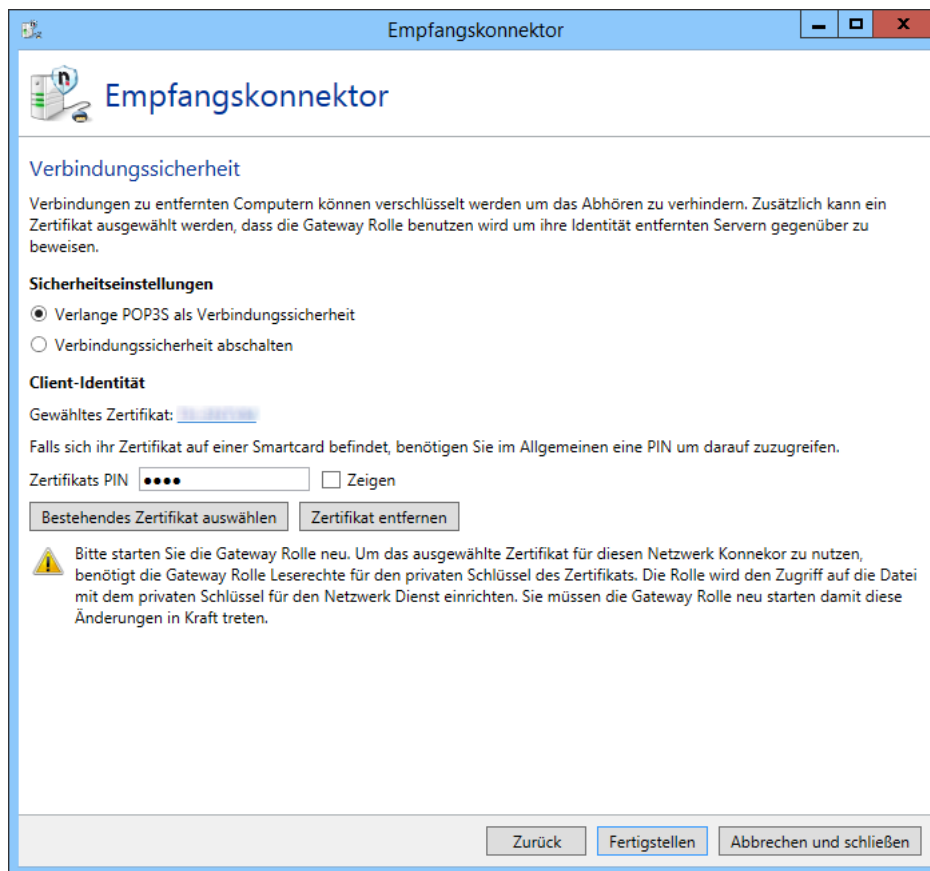 Empfangskonnektor
Empfangskonnektor
Verbindungssicherheit
Verbindungen zu entfernten Computern können verschlüsselt werden um das Abhören zu verhindern. Zusätzlich kann ein
Zertifikat ausgewählt werden, dass die Gateway Rolle benutzen wird um ihre Identität entfernten Servern gegenüber zu
beweisen.
Sicherheitseinstellungen
Verlange POP3S als Verbindungssicherheit
Verbindungssicherheit abschalten
Client-Identität
Gewähltes Zertifikat:
Falls sich ihr Zertifikat auf einer Smartcard befindet, benötigen Sie im Allgemeinen eine PIN um darauf zuzugreifen.
Zertifikats PIN ●●●● Zeigen
Bestehendes Zertifikat auswählen Zertifikat entfernen
Bitte starten Sie die Gateway Rolle neu. Um das ausgewählte Zertifikat für diesen Netzwerk Konnekor zu nutzen,
benötigt die Gateway Rolle Leserechte für den privaten Schlüssel des Zertifikats. Die Rolle wird den Zugriff auf die Datei
mit dem privaten Schlüssel für den Netzwerk Dienst einrichten. Sie müssen die Gateway Rolle neu starten damit diese
Änderungen in Kraft treten.
Zurück Fertigstellen Abbrechen und schließen